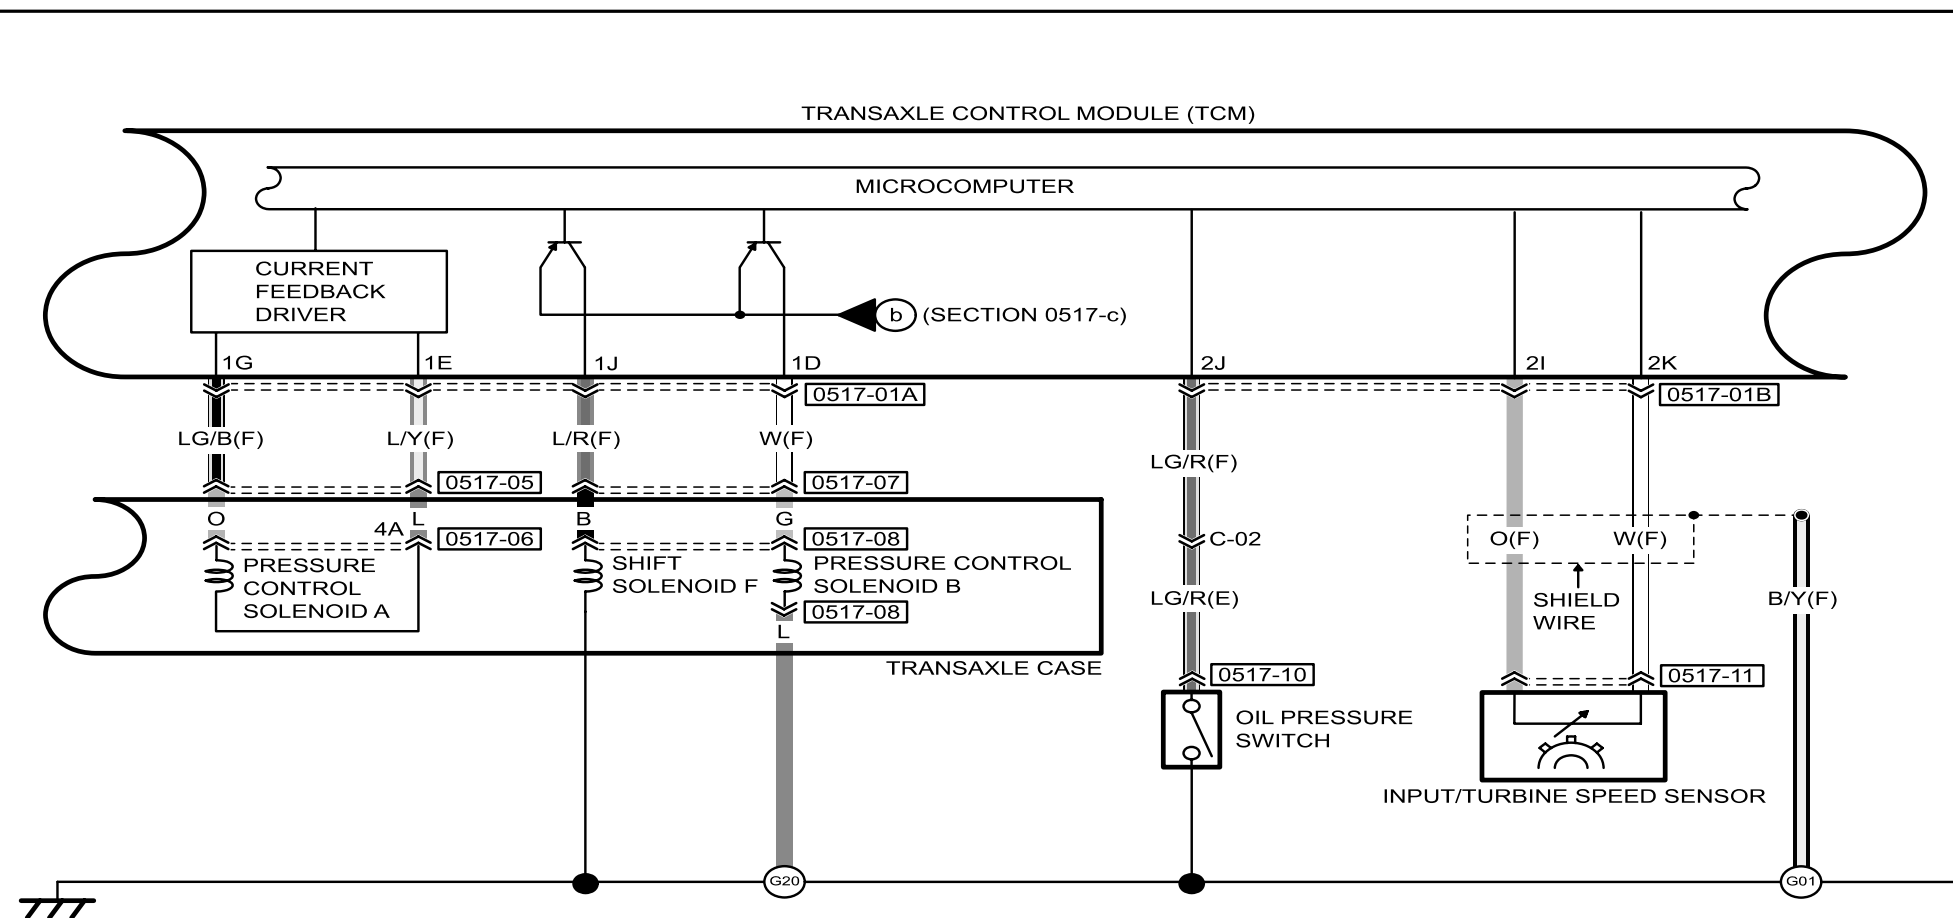 TRANSAXLE CONTROL MODULE (TCM)
MICROCOMPUTER
CURRENT
FEEDBACK
DRIVER
b (SECTION 0517-c)
1G 1E 1J 1D 2J 2I 2K
0517-01A 0517-01B
LG/B(F) L/Y(F) L/R(F) W(F)
LG/R(F)
0517-05 0517-07
O L B G
4A 0517-06 0517-08
C-02
O(F) W(F)
PRESSURE
CONTROL
SOLENOID A
SHIFT
SOLENOID F
PRESSURE CONTROL
SOLENOID B
0517-08
L
LG/R(E)
SHIELD
WIRE
B/Y(F)
TRANSAXLE CASE
0517-10 0517-11
OIL PRESSURE
SWITCH
INPUT/TURBINE SPEED SENSOR
G20 G01